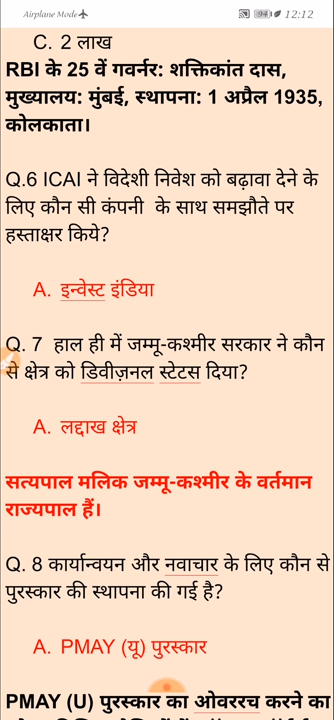 Airplane Mode
94
12:12
C. 2 लाख
RBI के 25 वें गवर्नर: शक्तिकांत दास,
मुख्यालय: मुंबई, स्थापना: 1 अप्रैल 1935,
कोलकाता।
Q.6 ICAI ने विदेशी निवेश को बढ़ावा देने के
लिए कौन सी कंपनी के साथ समझौते पर
हस्ताक्षर किये?
A. इन्वेस्ट इंडिया
Q. 7 हाल ही में जम्मू-कश्मीर सरकार ने कौन
से क्षेत्र को डिवीज़नल स्टेटस दिया?
A. लद्दाख क्षेत्र
सत्यपाल मलिक जम्मू-कश्मीर के वर्तमान
राज्यपाल हैं।
Q. 8 कार्यान्वयन और नवाचार के लिए कौन से
पुरस्कार की स्थापना की गई है?
A. PMAY (यू) पुरस्कार
PMAY (U) पुरस्कार का ओवररच करने का